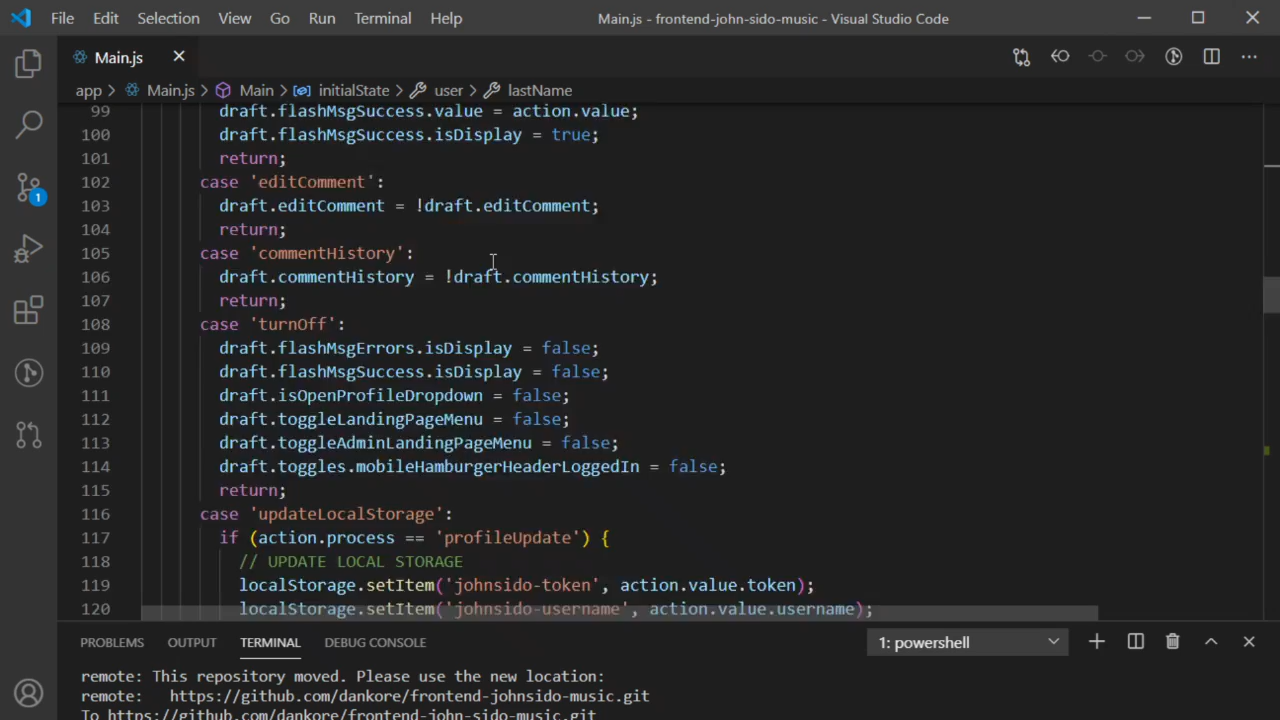 File Edit Selection View Go Run Terminal Help Main.js - frontend-john-sido-music - Visual Studio Code
Main.js
app > Main.js > Main > initialState > user > lastName
99 draft.flashMsgSuccess.value = action.value;
100 draft.flashMsgSuccess.isDisplay = true;
101 return;
102 case 'editComment':
103 draft.editComment = !draft.editComment;
104 return;
105 case 'commentHistory':
106 draft.commentHistory = !draft.commentHistory;
107 return;
108 case 'turnOff':
109 draft.flashMsgErrors.isDisplay = false;
110 draft.flashMsgSuccess.isDisplay = false;
111 draft.isOpenProfileDropdown = false;
112 draft.toggleLandingPageMenu = false;
113 draft.toggleAdminLandingPageMenu = false;
114 draft.toggles.mobileHamburgerHeaderLoggedIn = false;
115 return;
116 case 'updateLocalStorage':
117 if (action.process == 'profileUpdate') {
118 // UPDATE LOCAL STORAGE
119 localStorage.setItem('johnsido-token', action.value.token);
120 localStorage.setItem('johnsido-username', action.value.username);
1
PROBLEMS OUTPUT TERMINAL DEBUG CONSOLE 1: powershell
remote: This repository moved. Please use the new location:
remote: https://github.com/dankore/frontend-johnsido-music.git
To https://github.com/dankore/frontend-john-sido-music.git